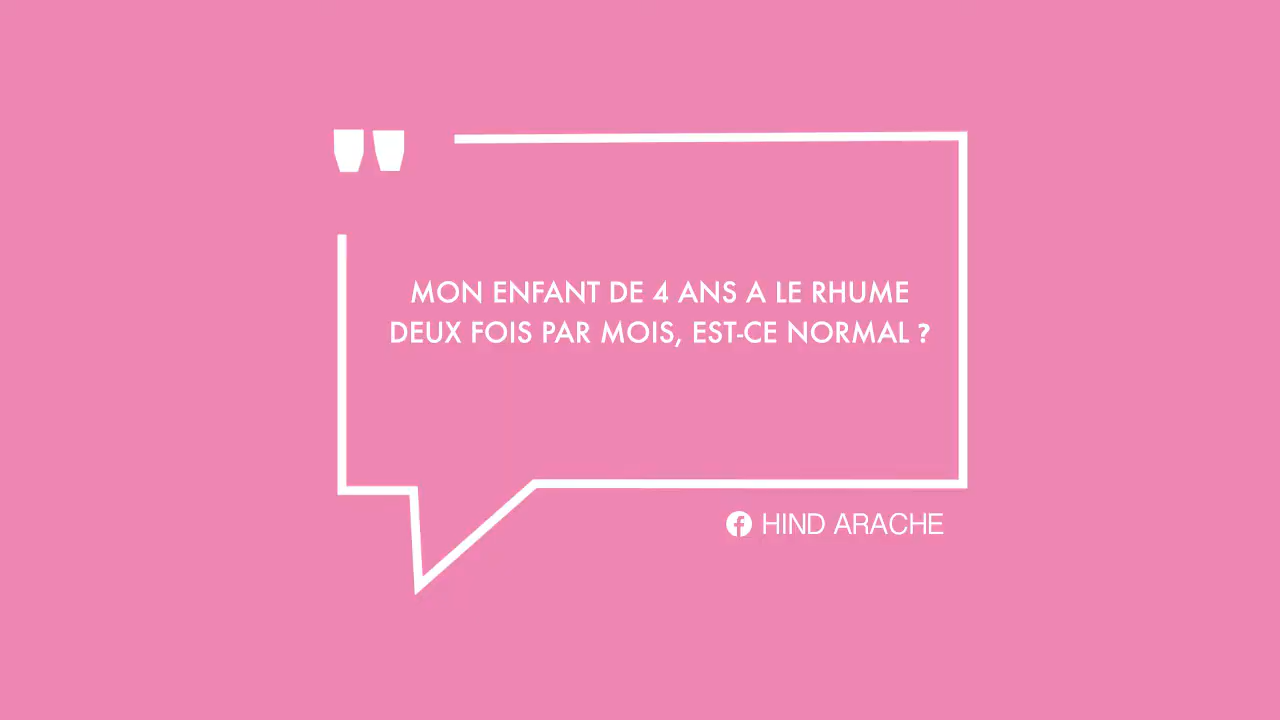 MON ENFANT DE 4 ANS A LE RHUME
DEUX FOIS PAR MOIS, EST-CE NORMAL ?
HIND ARACHE